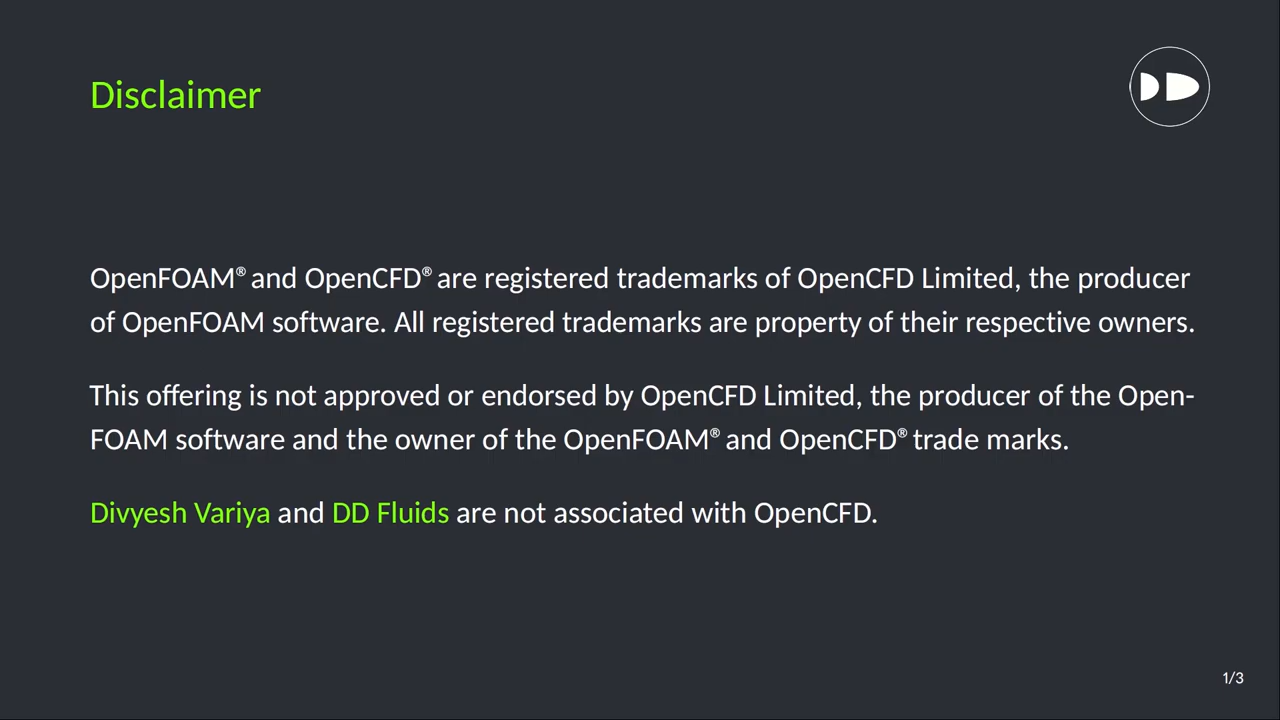 Disclaimer
OpenFOAM® and OpenCFD® are registered trademarks of OpenCFD Limited, the producer
of OpenFOAM software. All registered trademarks are property of their respective owners.
This offering is not approved or endorsed by OpenCFD Limited, the producer of the Open-
FOAM software and the owner of the OpenFOAM® and OpenCFD® trade marks.
Divyesh Variya and DD Fluids are not associated with OpenCFD.
1/3